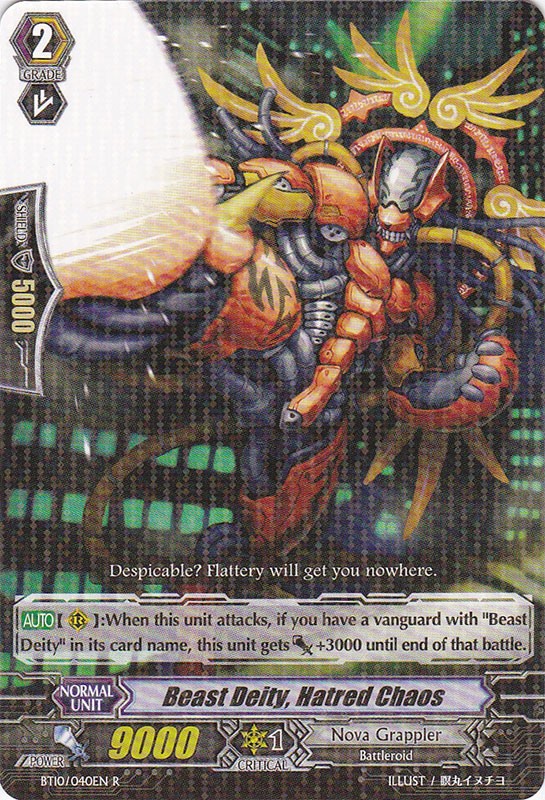 2
GRADE
SHIELD
5000
Despicable? Flattery will get you nowhere.
AUTO【 R 】:When this unit attacks, if you have a vanguard with "Beast
Deity" in its card name, this unit gets +3000 until end of that battle.
NORMAL
UNIT
Beast Deity, Hatred Chaos
POWER
9000
1
CRITICAL
Nova Grappler
Battleroid
BT10/040EN R
ILLUST / 眠丸イヌチヨ